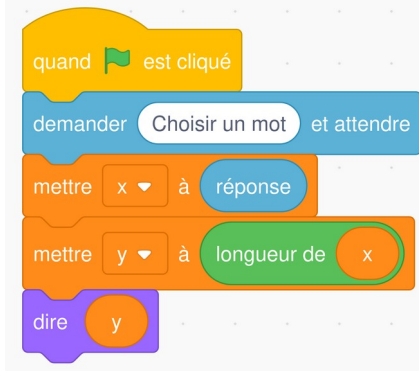 quand est cliqué
demander Choisir un mot et attendre
mettre x à réponse
mettre y à longueur de x
dire y